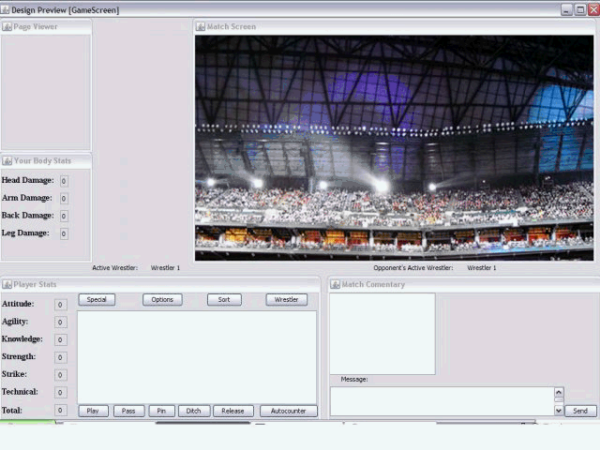 Design Preview [GameScreen]
Page Viewer
Match Screen
Your Body Stats
Head Damage: 0
Arm Damage: 0
Back Damage: 0
Leg Damage: 0
Active Wrestler: Wrestler 1
Opponent's Active Wrestler: Wrestler 1
Player Stats
Match Comentary
Attitude: 0
Special Options Sort Wrestler
Agility: 0
Knowledge: 0
Strength: 0
Strike: 0
Technical: 0
Total: 0
Play Pass Pin Ditch Release Autocounter
Message:
Send